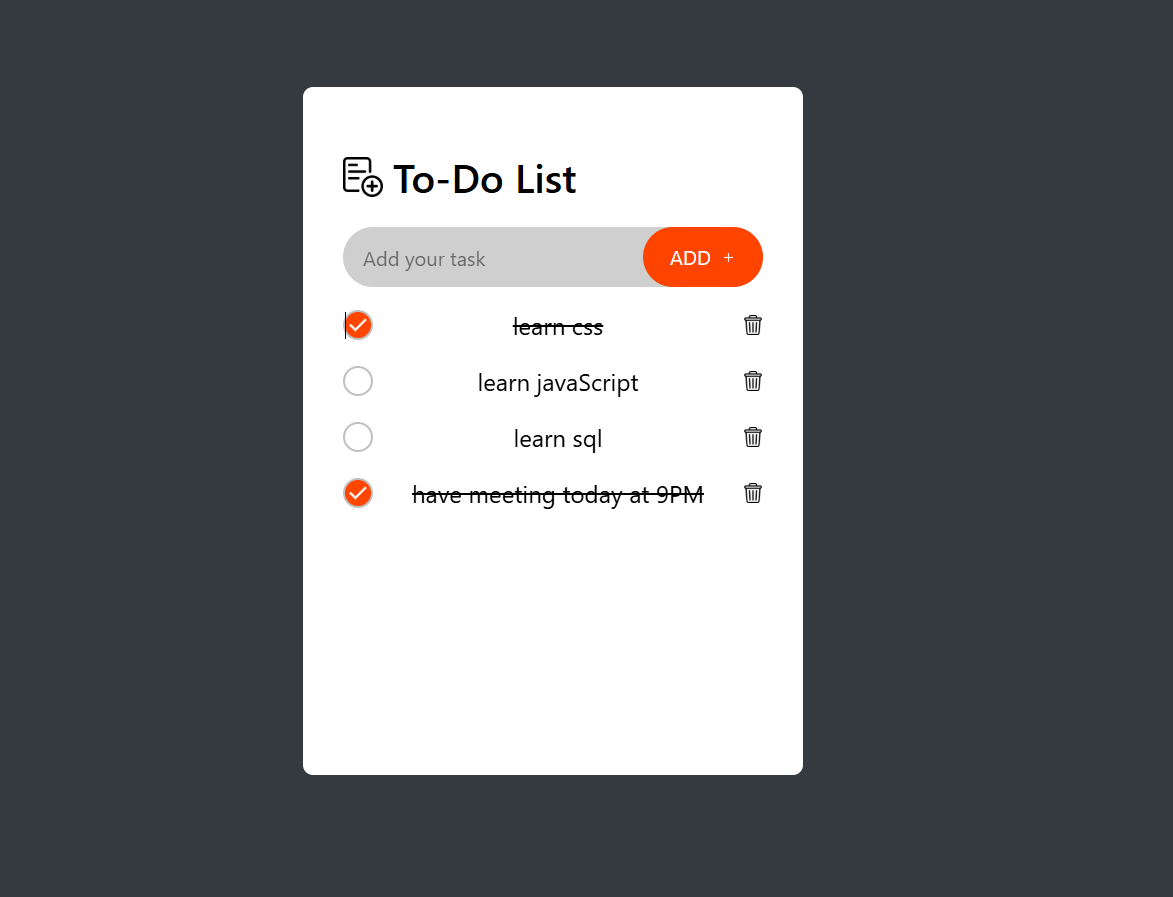 To-Do List
Add your task
ADD +
learn css
learn javaScript
learn sql
have meeting today at 9PM